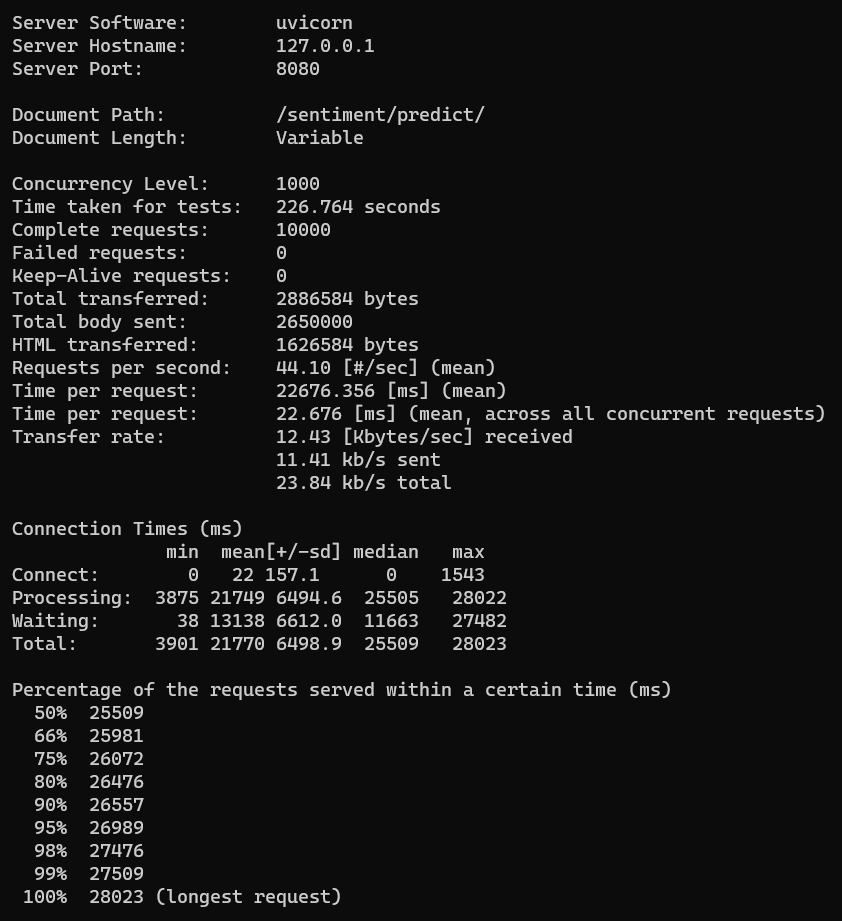 Server Software:        uvicorn
Server Hostname:        127.0.0.1
Server Port:            8080

Document Path:          /sentiment/predict/
Document Length:        Variable

Concurrency Level:      1000
Time taken for tests:   226.764 seconds
Complete requests:      10000
Failed requests:        0
Keep-Alive requests:    0
Total transferred:      2886584 bytes
Total body sent:        2650000
HTML transferred:       1626584 bytes
Requests per second:    44.10 [#/sec] (mean)
Time per request:       22676.356 [ms] (mean)
Time per request:       22.676 [ms] (mean, across all concurrent requests)
Transfer rate:          12.43 [Kbytes/sec] received
                        11.41 kb/s sent
                        23.84 kb/s total

Connection Times (ms)
              min  mean[+/-sd] median   max
Connect:        0   22 157.1      0    1543
Processing:  3875 21749 6494.6  25505   28022
Waiting:       38 13138 6612.0  11663   27482
Total:       3901 21770 6498.9  25509   28023

Percentage of the requests served within a certain time (ms)
  50%  25509
  66%  25981
  75%  26072
  80%  26476
  90%  26557
  95%  26989
  98%  27476
  99%  27509
 100%  28023 (longest request)